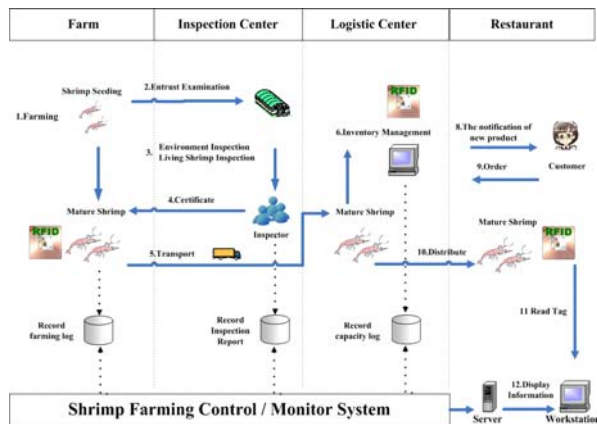 Farm
Inspection Center
Logistic Center
Restaurant
Shrimp Seeding
1.Farming
2.Entrust Examination
3. Environment Inspection
Living Shrimp Inspection
4.Certificate
Mature Shrimp
RFID
Inspector
5.Transport
RFID
6.Inventory Management
Mature Shrimp
8.The notification of
new product
9.Order
Customer
Mature Shrimp
RFID
10.Distribute
11 Read Tag
Record
farming log
Record
Inspection
Report
Record
capacity log
12.Display
Information
Shrimp Farming Control / Monitor System
Server
Workstation